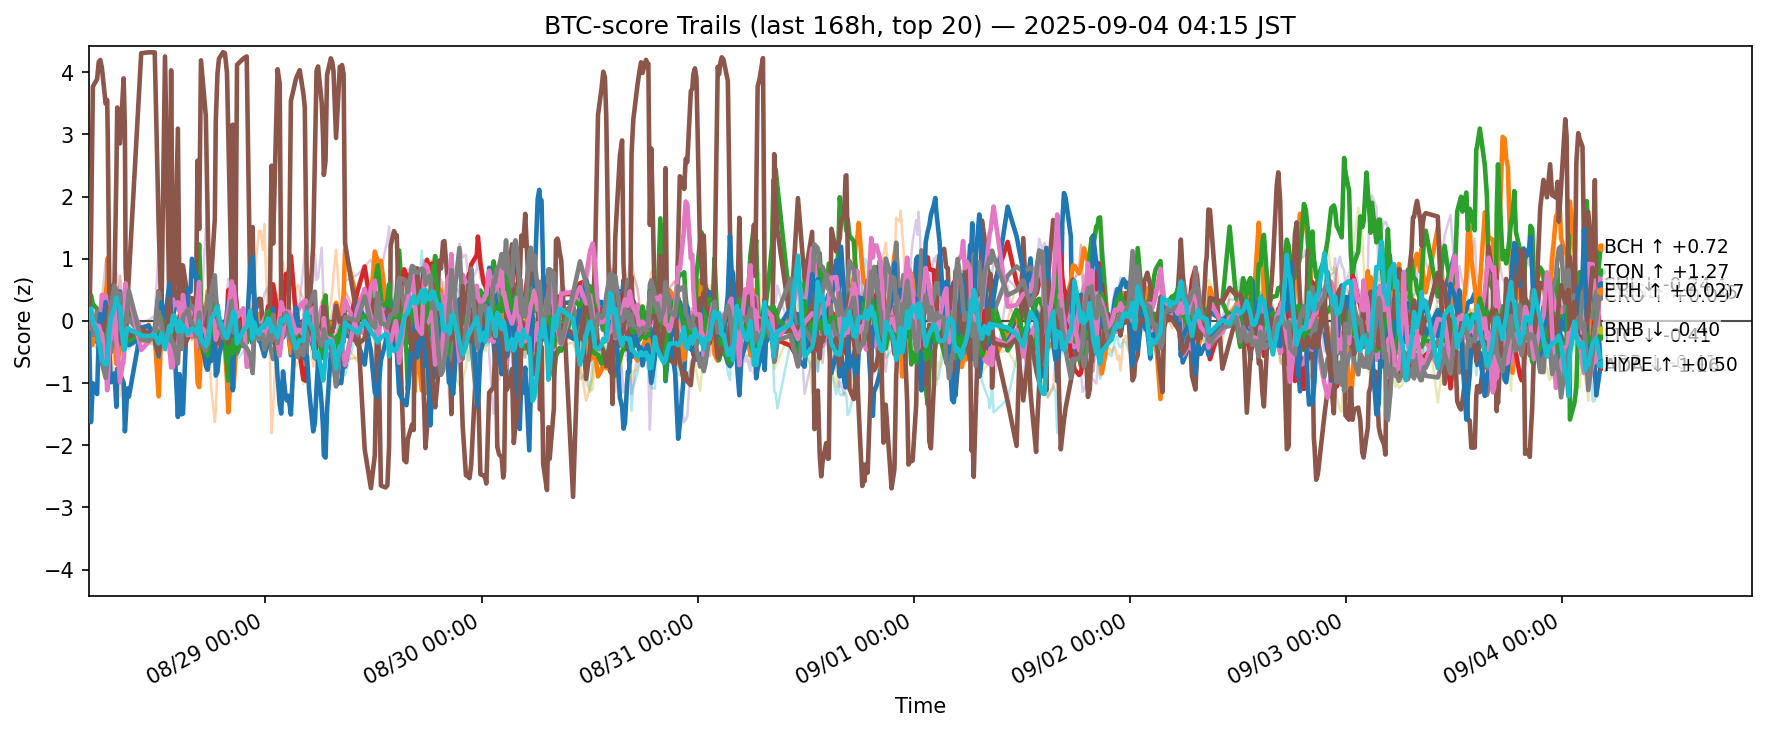 BTC-score Trails (last 168h, top 20) — 2025-09-04 04:15 JST
Score (z)
4
3
2
1
0
−1
−2
−3
−4
BCH ↑ +0.72
TON ↑ +1.27
ETH ↑ +0.02
BNB ↓ -0.40
LTC ↓ -0.41
HYPE ↑ +0.50
08/29 00:00
08/30 00:00
08/31 00:00
09/01 00:00
09/02 00:00
09/03 00:00
09/04 00:00
Time